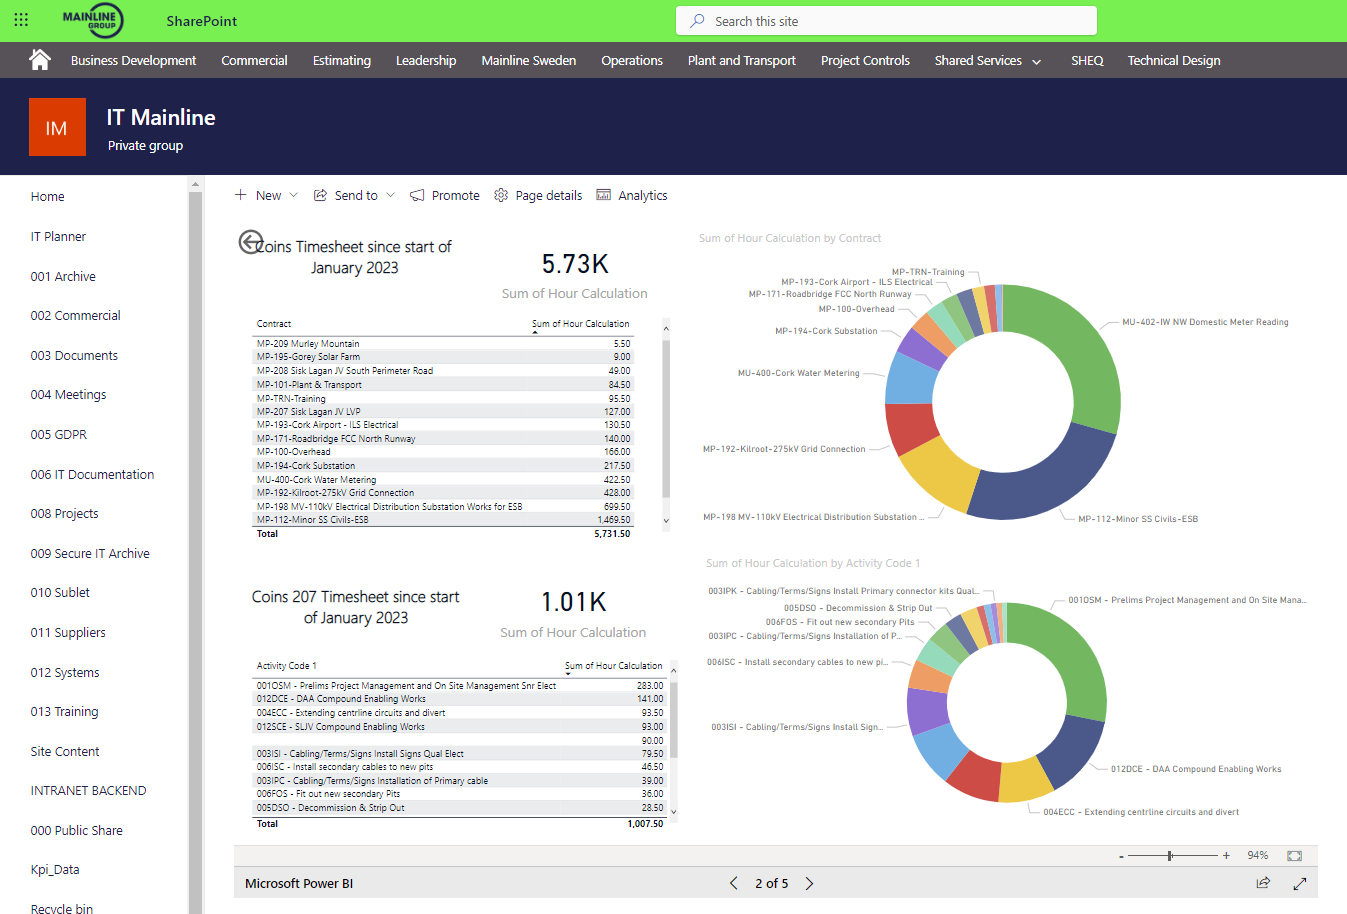 MAINLINE
GROUP
SharePoint
Search this site
Business Development
Commercial
Estimating
Leadership
Mainline Sweden
Operations
Plant and Transport
Project Controls
Shared Services
SHEQ
Technical Design
IM
IT Mainline
Private group
Home
IT Planner
001 Archive
002 Commercial
003 Documents
004 Meetings
005 GDPR
006 IT Documentation
008 Projects
009 Secure IT Archive
010 Sublet
011 Suppliers
012 Systems
013 Training
Site Content
INTRANET BACKEND
000 Public Share
Kpi_Data
Recycle bin
New
Send to
Promote
Page details
Analytics
Coins Timesheet since start of
January 2023
5.73K
Sum of Hour Calculation
Contract Sum of Hour Calculation
MP-209 Murley Mountain 5.50
MP-195-Gorey Solar Farm 9.00
MP-208 Sisk Lagan JV South Perimeter Road 49.00
MP-101-Plant & Transport 84.50
MP-TRN-Training 95.50
MP-207 Sisk Lagan JV LVP 127.00
MP-193-Cork Airport - ILS Electrical 130.50
MP-171-Roadbridge FCC North Runway 140.00
MP-100-Overhead 166.00
MP-194-Cork Substation 217.50
MU-400-Cork Water Metering 422.50
MP-192-Kilroot-275kV Grid Connection 428.00
MP-198 MV-110kV Electrical Distribution Substation Works for ESB 699.50
MP-112-Minor SS Civils-ESB 1,469.50
Total 5,731.50
Sum of Hour Calculation by Contract
MP-TRN-Training
MP-193-Cork Airport - ILS Electrical
MP-171-Roadbridge FCC North Runway
MP-100-Overhead
MP-194-Cork Substation
MU-400-Cork Water Metering
MP-192-Kilroot-275kV Grid Connection
MP-198 MV-110kV Electrical Distribution Substation ...
MU-402-IW NW Domestic Meter Reading
MP-112-Minor SS Civils-ESB
Coins 207 Timesheet since start
of January 2023
1.01K
Sum of Hour Calculation
Activity Code 1 Sum of Hour Calculation
001OSM - Prelims Project Management and On Site Management Snr Elect 283.00
012DCE - DAA Compound Enabling Works 141.00
004ECC - Extending centrline circuits and divert 93.50
012SCE - SLJV Compound Enabling Works 93.00
90.00
003ISI - Cabling/Terms/Signs Install Signs Qual Elect 79.50
006ISC - Install secondary cables to new pits 46.50
003IPC - Cabling/Terms/Signs Installation of Primary cable 39.00
006FOS - Fit out new secondary Pits 36.00
005DSO - Decommission & Strip Out 28.50
Total 1,007.50
Sum of Hour Calculation by Activity Code 1
003IPK - Cabling/Terms/Signs Install Primary connector kits Qual...
005DSO - Decommission & Strip Out
006FOS - Fit out new secondary Pits
003IPC - Cabling/Terms/Signs Installation of P...
006ISC - Install secondary cables to new pi...
003ISI - Cabling/Terms/Signs Install Sign...
001OSM - Prelims Project Management and On Site Mana...
012DCE - DAA Compound Enabling Works
004ECC - Extending centrline circuits and divert
- + 94%
Microsoft Power BI
2 of 5